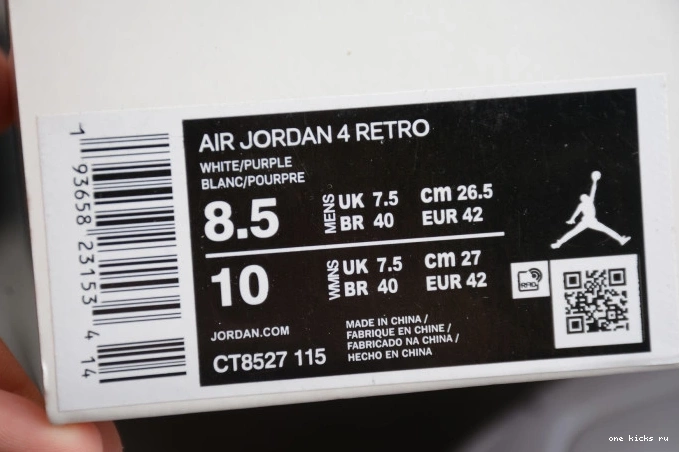 AIR JORDAN 4 RETRO
WHITE/PURPLE
BLANC/POURPRE
8.5 MENS UK 7.5 CM 26.5
BR 40 EUR 42
10 WMNS UK 7.5 CM 27
BR 40 EUR 42
JORDAN.COM
CT8527 115
MADE IN CHINA /
FABRIQUE EN CHINE /
FABRICADO NA CHINA /
HECHO EN CHINA
RFID
1 93658 23153 4 14
one kicks ru